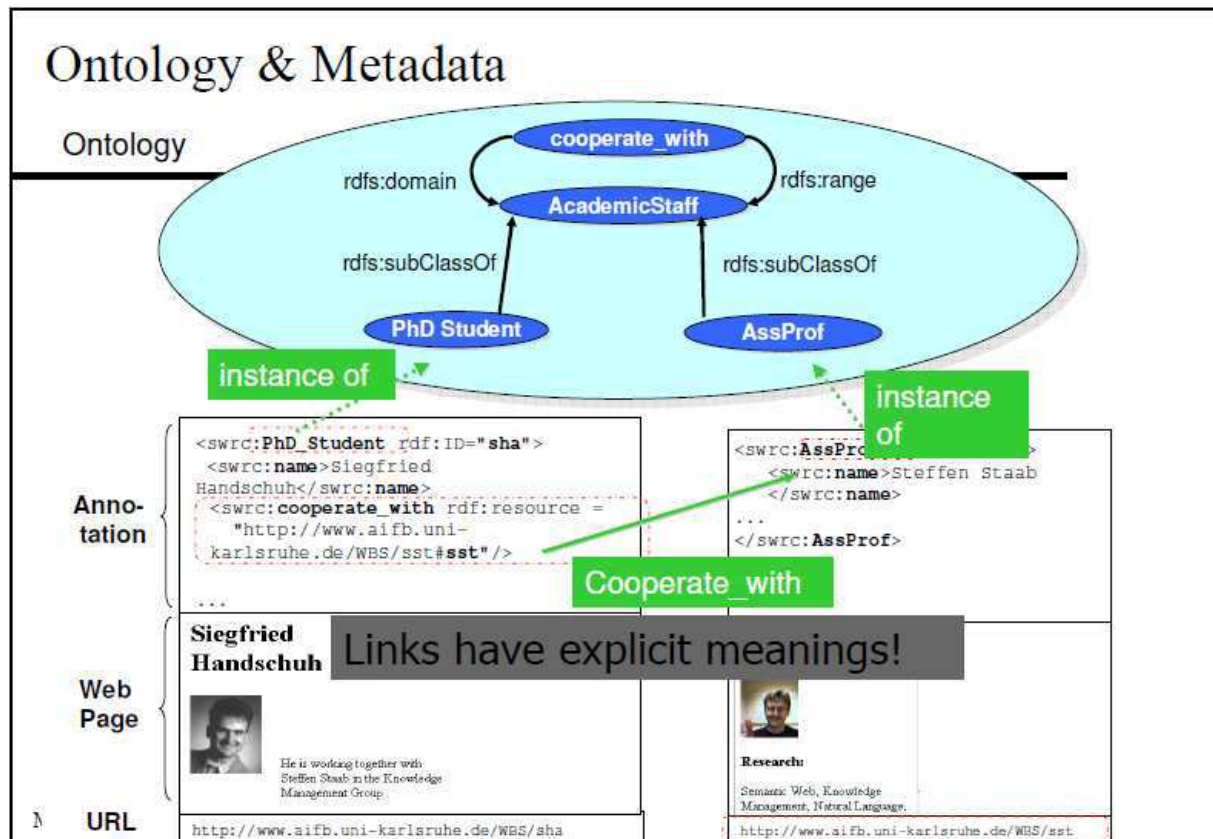 Ontology & Metadata
Ontology
cooperate_with
rdfs:domain
rdfs:range
AcademicStaff
rdfs:subClassOf
rdfs:subClassOf
PhD Student
AssProf
instance of
instance
of
Anno-
tation
<swrc:PhD_Student rdf:ID="sha">
<swrc:name>Siegfried
Handschuh</swrc:name>
<swrc:cooperate_with rdf:resource =
"http://www.aifb.uni-
karlsruhe.de/WBS/sst#sst"/>
...
<swrc:AssProf
<swrc:name>Steffen Staab
</swrc:name>
...
</swrc:AssProf>
Cooperate_with
Links have explicit meanings!
Web
Page
Siegfried
Handschuh
He is working together with
Steffen Staab in the Knowledge
Management Group.
Research:
Semantic Web, Knowledge
Management, Natural Language,
URL
http://www.aifb.uni-karlsruhe.de/WBS/sha
http://www.aifb.uni-karlsruhe.de/WBS/sst